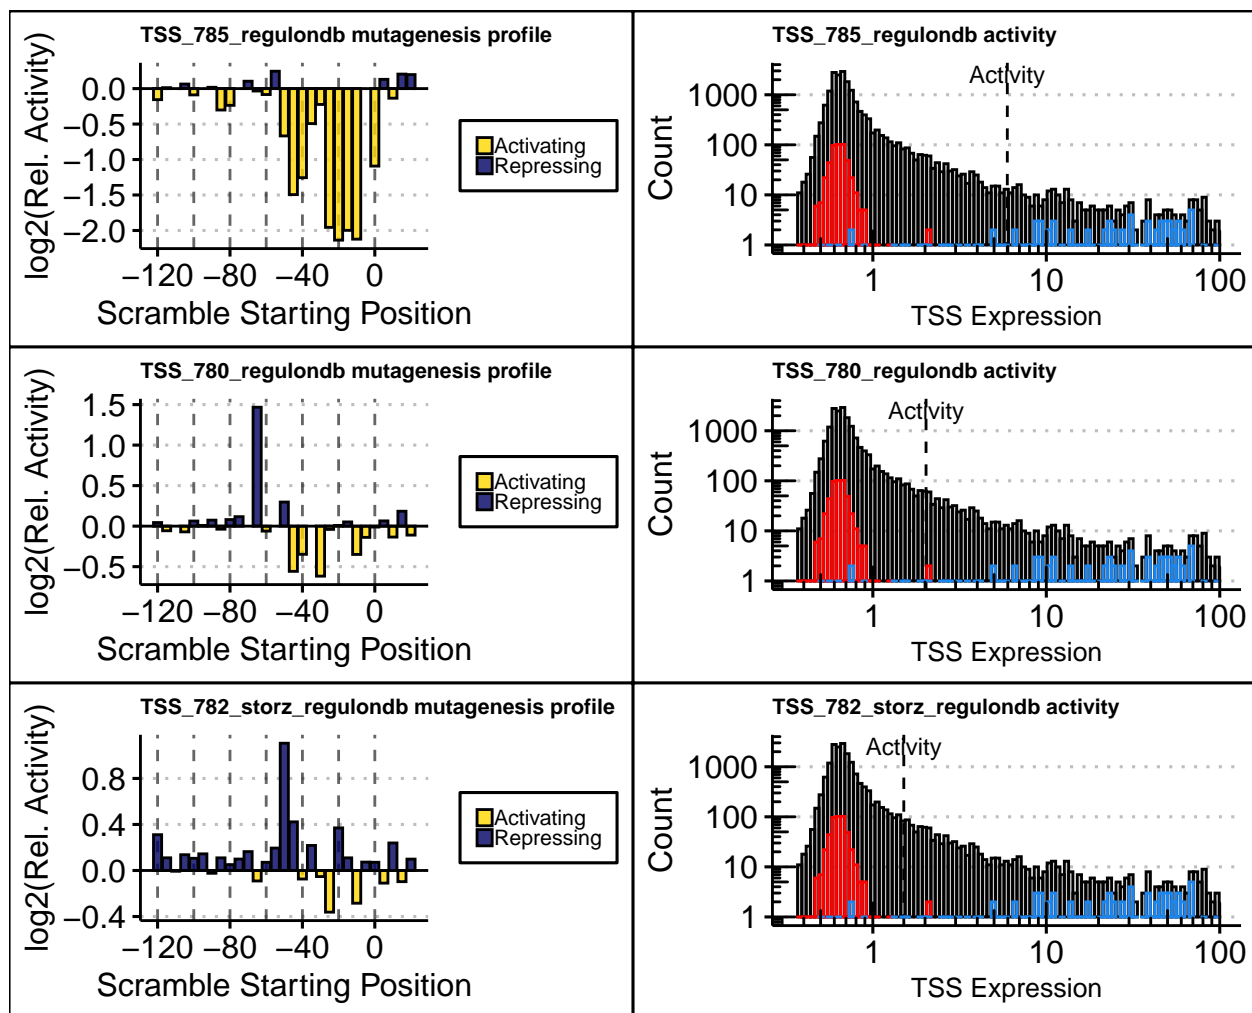 TSS_785_regulondb mutagenesis profile
log2(Rel. Activity)
0.0
−0.5
−1.0
−1.5
−2.0
−120 −80 −40 0
Scramble Starting Position
Activating
Repressing
TSS_785_regulondb activity
Activity
Count
1000
100
10
1
1 10 100
TSS Expression
TSS_780_regulondb mutagenesis profile
log2(Rel. Activity)
1.5
1.0
0.5
0.0
−0.5
−120 −80 −40 0
Scramble Starting Position
Activating
Repressing
TSS_780_regulondb activity
Activity
Count
1000
100
10
1
1 10 100
TSS Expression
TSS_782_storz_regulondb mutagenesis profile
log2(Rel. Activity)
0.8
0.4
0.0
−0.4
−120 −80 −40 0
Scramble Starting Position
Activating
Repressing
TSS_782_storz_regulondb activity
Activity
Count
1000
100
10
1
1 10 100
TSS Expression